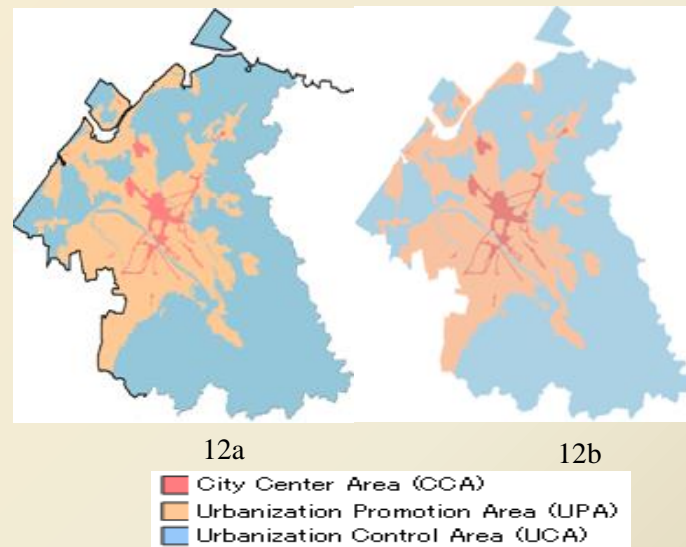 12a
12b
City Center Area (CCA)
Urbanization Promotion Area (UPA)
Urbanization Control Area (UCA)